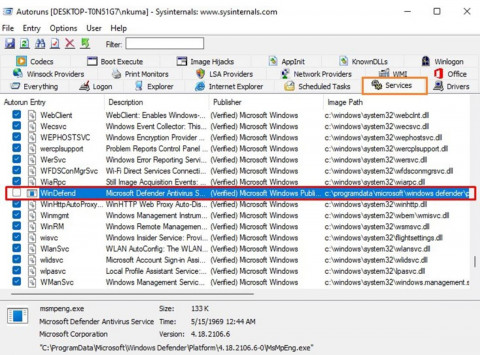 Autoruns [DESKTOP-T0N51G7\nkuma] - Sysinternals: www.sysinternals.com
File Entry Options User Help
Filter:
Codecs Boot Execute Image Hijacks AppInit KnownDLLs Winlogon
Winsock Providers Print Monitors LSA Providers Network Providers WMI Office
Everything Logon Explorer Internet Explorer Scheduled Tasks Services Drivers
Autorun Entry Description Publisher Image Path
WebClient WebClient: Enables Windows-... (Verified) Microsoft Windows c:\windows\system32\webclnt.dll
Wecsvc Windows Event Collector: This... (Verified) Microsoft Windows c:\windows\system32\wecsvc.dll
WEPHOSTSVC Windows Encryption Provider ... (Verified) Microsoft Windows c:\windows\system32\wephostsvc.dll
wercplsupport Problem Reports Control Panel ... (Verified) Microsoft Windows c:\windows\system32\wercplsupport.dll
WerSvc Windows Error Reporting Servi... (Verified) Microsoft Windows c:\windows\system32\wersvc.dll
WFDSConMgrSvc Wi-Fi Direct Services Connecti... (Verified) Microsoft Windows c:\windows\system32\wfdsconmgrsvc.dll
WiaRpc Still Image Acquisition Events: ... (Verified) Microsoft Windows c:\windows\system32\wiarpc.dll
WinDefend Microsoft Defender Antivirus S... (Verified) Microsoft Windows Publi... c:\programdata\microsoft\windows defender\p
WinHttpAutoProxy... WinHTTP Web Proxy Auto-Dis... (Verified) Microsoft Windows c:\windows\system32\winhttp.dll
Winmgmt Windows Management Instrum... (Verified) Microsoft Windows c:\windows\system32\wbem\wmisvc.dll
WinRM Windows Remote Managemen... (Verified) Microsoft Windows c:\windows\system32\wsmsvc.dll
wisvc Windows Insider Service: Provi... (Verified) Microsoft Windows c:\windows\system32\flightsettings.dll
WlanSvc WLAN AutoConfig: The WLAN... (Verified) Microsoft Windows c:\windows\system32\wlansvc.dll
wlidsvc Microsoft Account Sign-in Assi... (Verified) Microsoft Windows c:\windows\system32\wlidsvc.dll
wlpasvc Local Profile Assistant Service:... (Verified) Microsoft Windows c:\windows\system32\lpasvc.dll
WManSvc Windows Management Service... (Verified) Microsoft Windows c:\windows\system32\windows.management.s
msmpeng.exe Size: 133 K
Microsoft Defender Antivirus Service Time: 5/15/1969 12:44 AM
Microsoft Corporation Version: 4.18.2106.6
"C:\ProgramData\Microsoft\Windows Defender\Platform\4.18.2106.6-0\MsMpEng.exe"